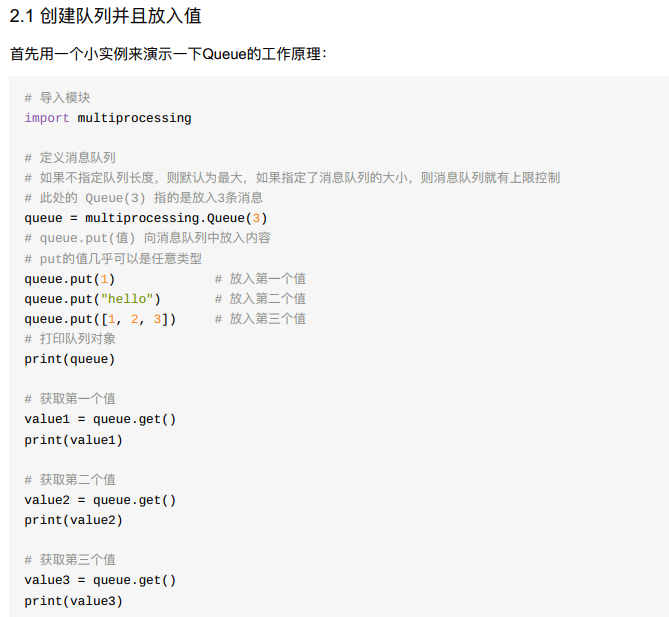 2.1 创建队列并且放入值
首先用一个小实例来演示一下Queue的工作原理：
# 导入模块
import multiprocessing
# 定义消息队列
# 如果不指定队列长度，则默认为最大，如果指定了消息队列的大小，则消息队列就有上限控制
# 此处的 Queue(3) 指的是放入3条消息
queue = multiprocessing.Queue(3)
# queue.put(值) 向消息队列中放入内容
# put的值几乎可以是任意类型
queue.put(1)             # 放入第一个值
queue.put("hello")       # 放入第二个值
queue.put([1, 2, 3])     # 放入第三个值
# 打印队列对象
print(queue)
# 获取第一个值
value1 = queue.get()
print(value1)
# 获取第二个值
value2 = queue.get()
print(value2)
# 获取第三个值
value3 = queue.get()
print(value3)